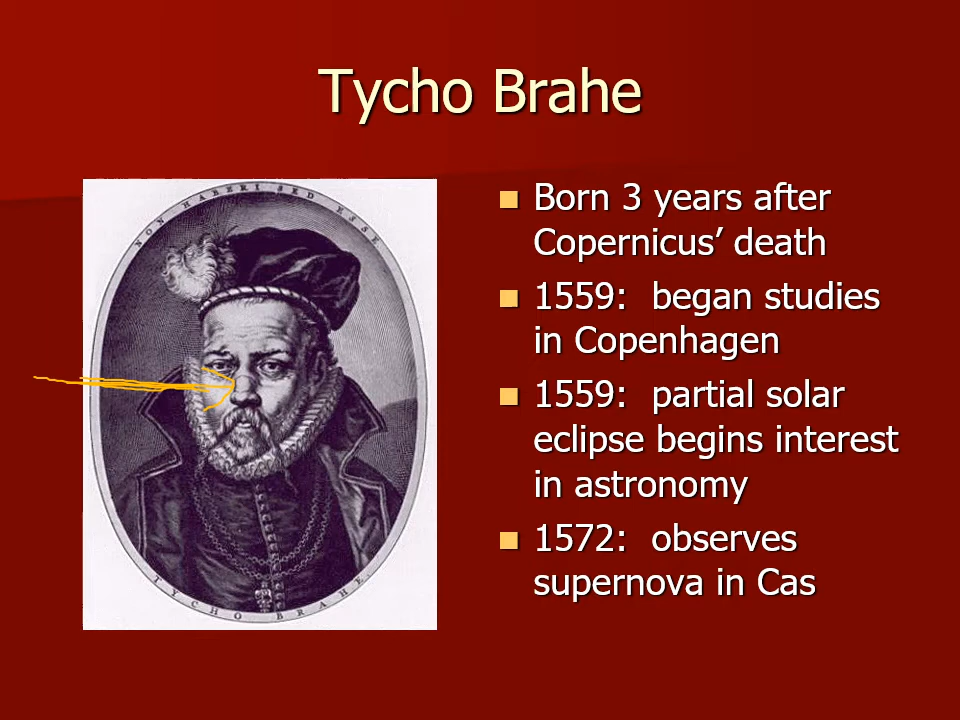 Tycho Brahe
NON HABERI SED ESSE
TYCHO BRAHE.
■ Born 3 years after
Copernicus’ death
■ 1559:  began studies
in Copenhagen
■ 1559:  partial solar
eclipse begins interest
in astronomy
■ 1572:  observes
supernova in Cas